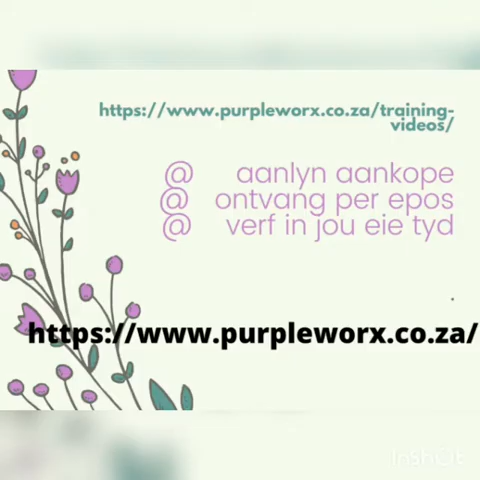 https://www.purpleworx.co.za/training-
videos/
@ aanlyn aankope
@ ontvang per epos
@ verf in jou eie tyd
https://www.purpleworx.co.za/
InShOt